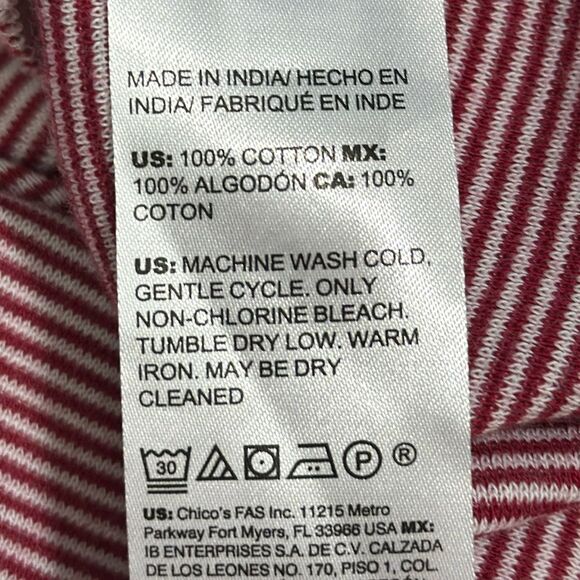 MADE IN INDIA/ HECHO EN
INDIA/ FABRIQUÉ EN INDE
US: 100% COTTON MX:
100% ALGODÓN CA: 100%
COTON
US: MACHINE WASH COLD,
GENTLE CYCLE. ONLY
NON-CHLORINE BLEACH.
TUMBLE DRY LOW. WARM
IRON. MAY BE DRY
CLEANED
30 P ®
US: Chico's FAS Inc. 11215 Metro
Parkway Fort Myers, FL 33966 USA MX:
IB ENTERPRISES S.A. DE C.V. CALZADA
DE LOS LEONES NO. 170, PISO 1, COL.